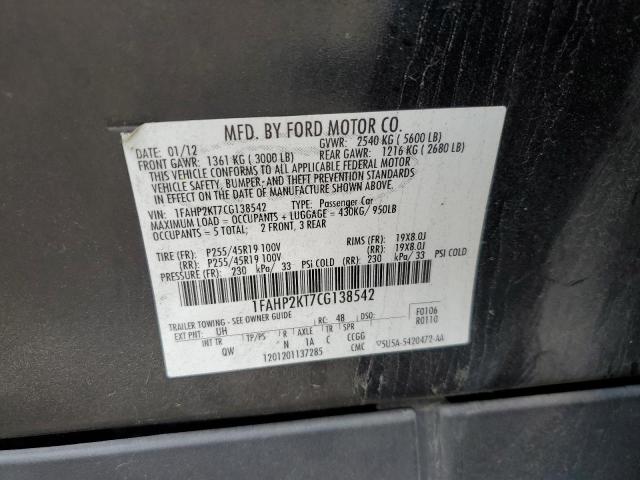 MFD. BY FORD MOTOR CO.
DATE: 01/12 GVWR: 2540 KG ( 5600 LB)
FRONT GAWR: 1361 KG ( 3000 LB) REAR GAWR: 1216 KG ( 2680 LB)
THIS VEHICLE CONFORMS TO ALL APPLICABLE FEDERAL MOTOR
VEHICLE SAFETY, BUMPER, AND THEFT PREVENTION STANDARDS
IN EFFECT ON THE DATE OF MANUFACTURE SHOWN ABOVE.
VIN: 1FAHP2KT7CG138542 TYPE: Passenger Car
MAXIMUM LOAD = OCCUPANTS + LUGGAGE = 430KG/ 950LB
OCCUPANTS = 5 TOTAL; 2 FRONT, 3 REAR
TIRE (FR): P255/45R19 100V RIMS (FR): 19X8.0J
(RR): P255/45R19 100V (RR): 19X8.0J
PRESSURE (FR): 230 kPa/ 33 PSI COLD (RR): 230 kPa/ 33 PSI COLD
1FAHP2KT7CG138542
TRAILER TOWING - SEE OWNER GUIDE F0106
EXT PNT: UH RC: 48 DSO: R0110
INT TR TP/PS AXLE TR SPR
QW N 1A C CCGG
1201201137285 CMC 5U5A-5420472-AA